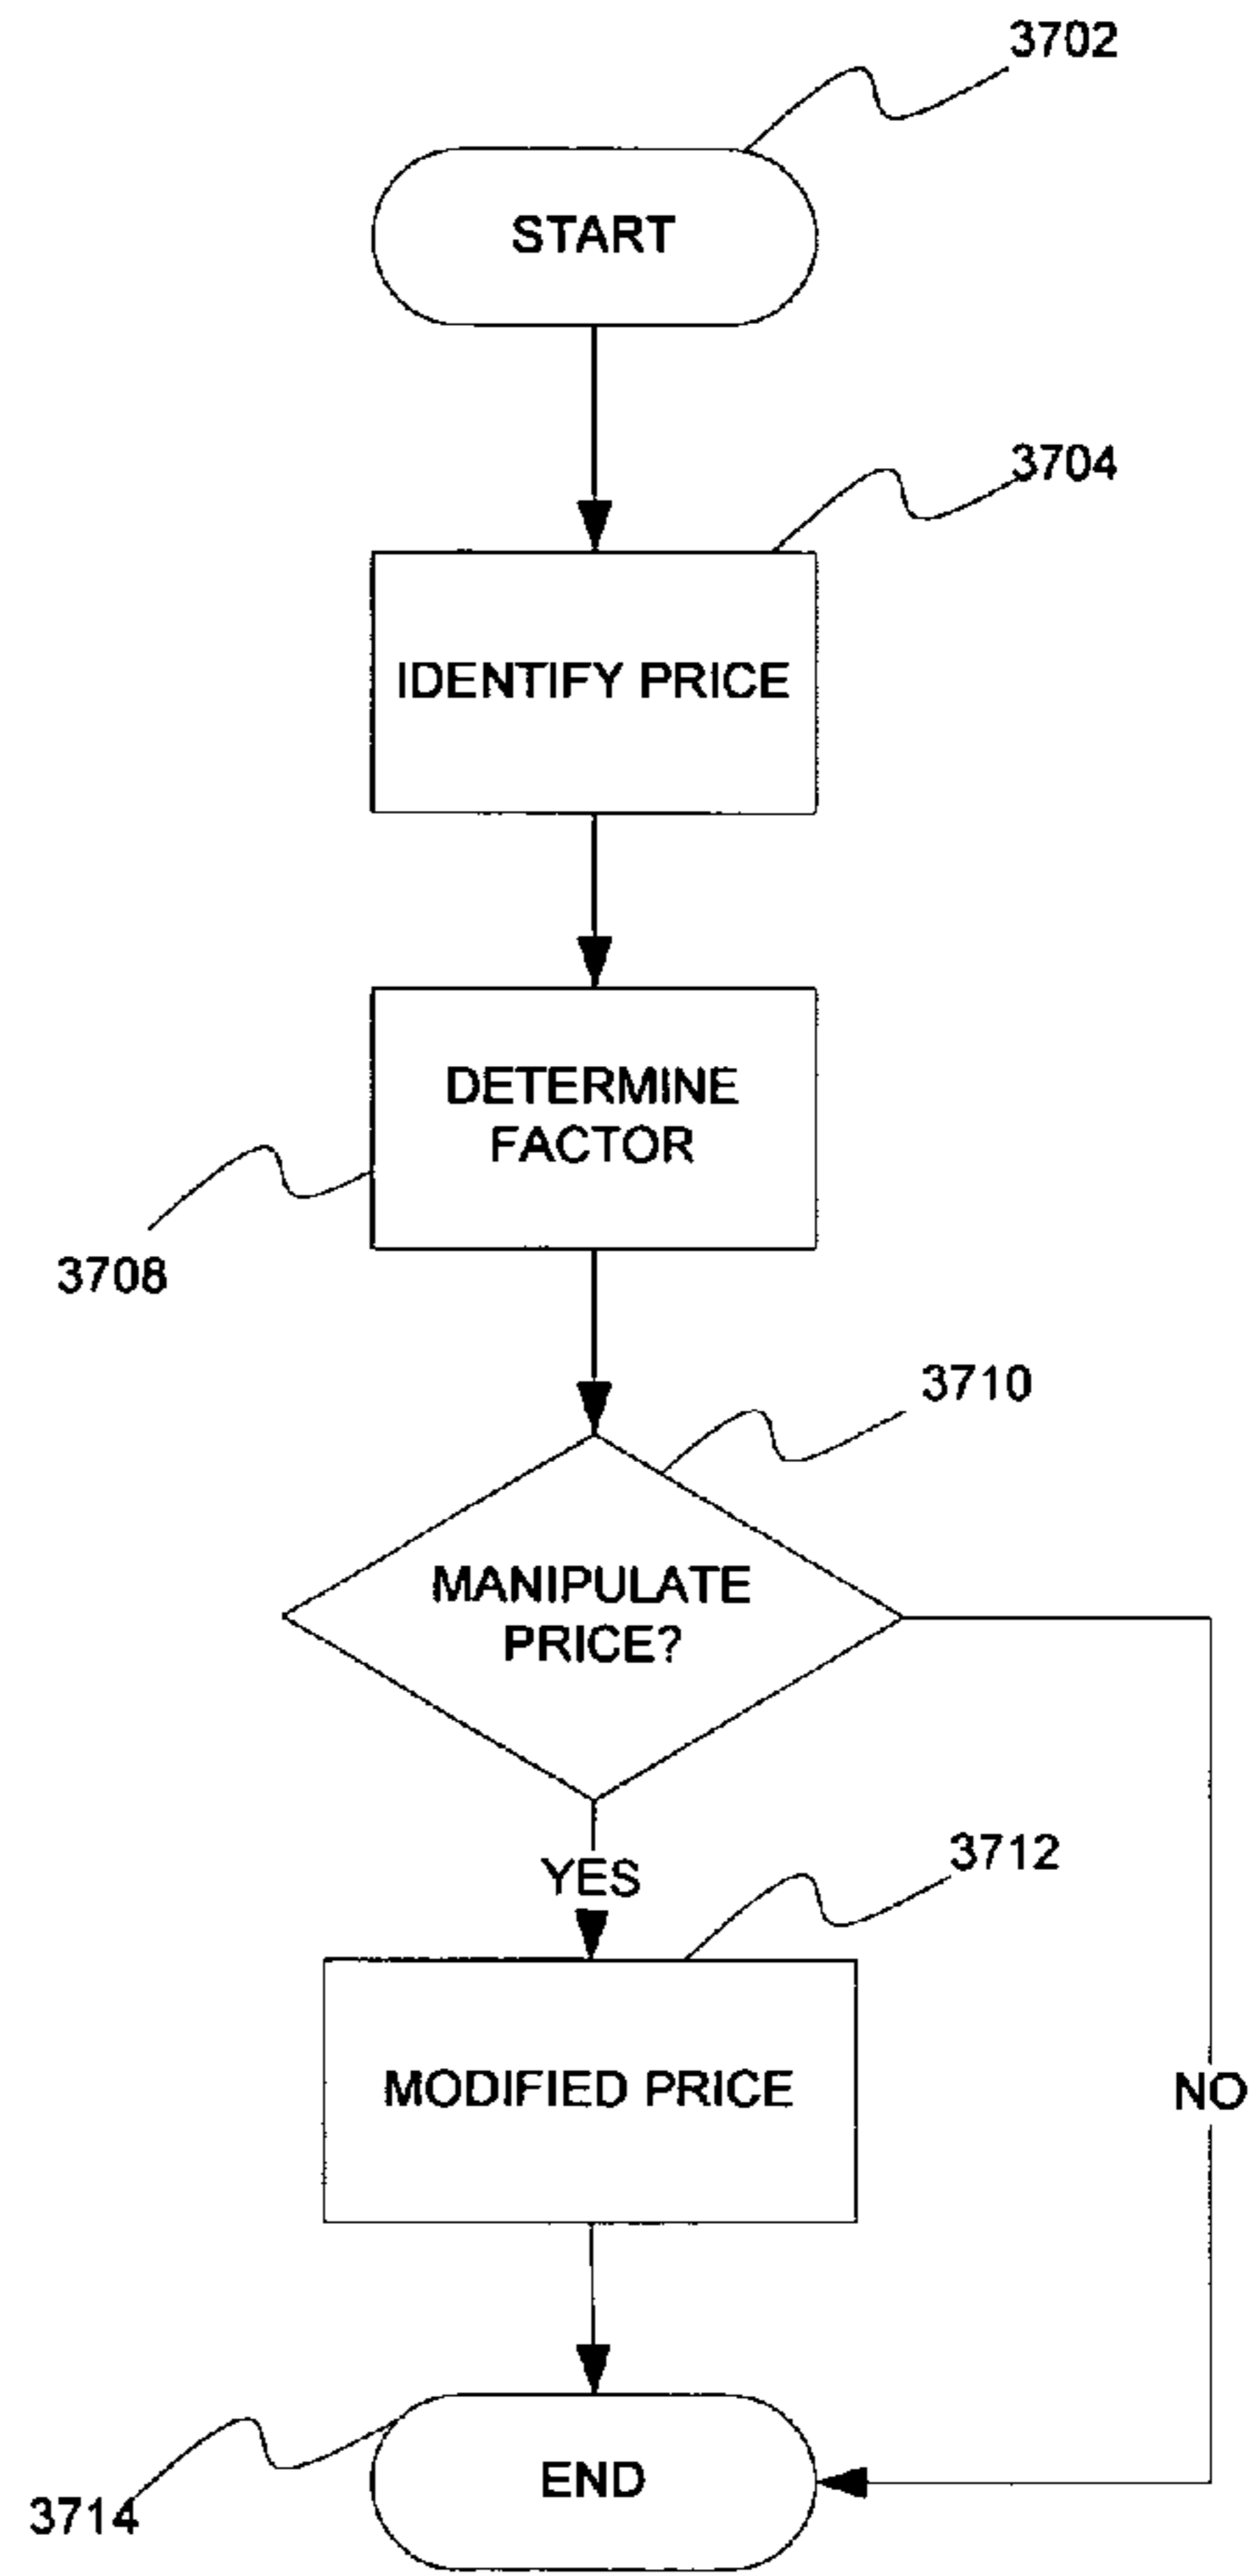 3702
START
3704
IDENTIFY PRICE
DETERMINE
FACTOR
3708
3710
MANIPULATE
PRICE?
YES
3712
MODIFIED PRICE
NO
END
3714